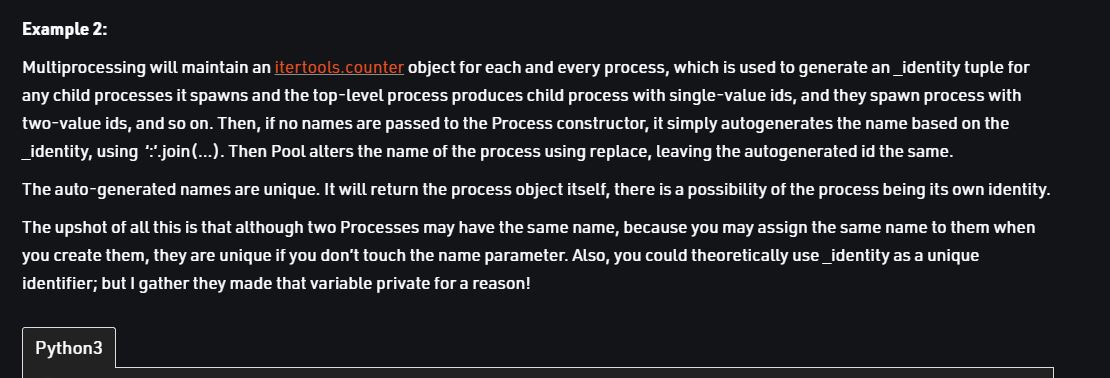 Example 2:
Multiprocessing will maintain an itertools.counter object for each and every process, which is used to generate an _identity tuple for
any child processes it spawns and the top-level process produces child process with single-value ids, and they spawn process with
two-value ids, and so on. Then, if no names are passed to the Process constructor, it simply autogenerates the name based on the
_identity, using ‘:’.join(...). Then Pool alters the name of the process using replace, leaving the autogenerated id the same.
The auto-generated names are unique. It will return the process object itself, there is a possibility of the process being its own identity.
The upshot of all this is that although two Processes may have the same name, because you may assign the same name to them when
you create them, they are unique if you don’t touch the name parameter. Also, you could theoretically use _identity as a unique
identifier; but I gather they made that variable private for a reason!
Python3